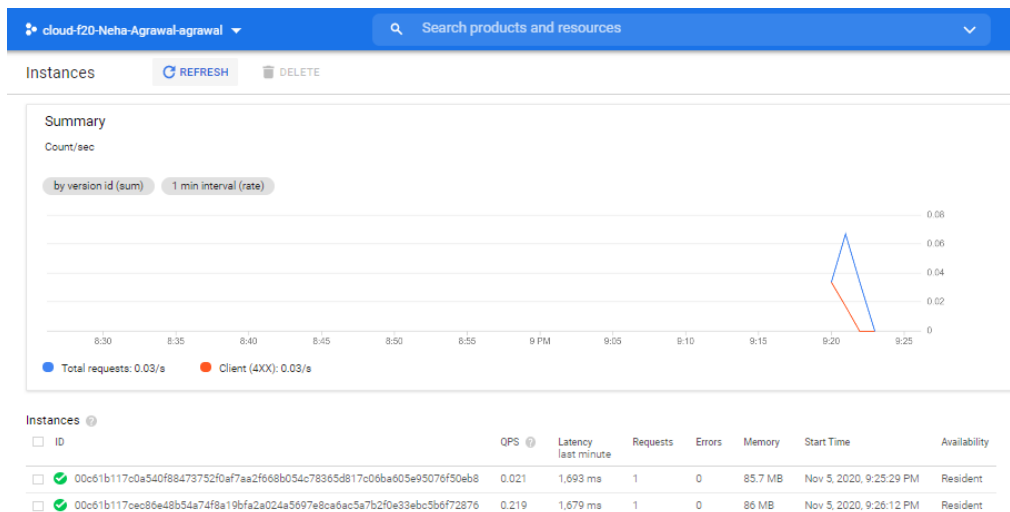 cloud-f20-Neha-Agrawal-agrawal Search products and resources
Instances REFRESH DELETE
Summary
Count/sec
by version id (sum) 1 min interval (rate)
0.08
0.06
0.04
0.02
0
8:30 8:35 8:40 8:45 8:50 8:55 9 PM 9:05 9:10 9:15 9:20 9:25
Total requests: 0.03/s Client (4XX): 0.03/s
Instances
ID QPS Latency last minute Requests Errors Memory Start Time Availability
00c61b117c0a540f88473752f0af7aa2f668b054c78365d817c06ba605e95076f50eb8 0.021 1,693 ms 1 0 85.7 MB Nov 5, 2020, 9:25:29 PM Resident
00c61b117cec86e48b54a74f8a19bfa2a024a5697e8ca6ac5a7b2f0e33ebc5b6f72876 0.219 1,679 ms 1 0 86 MB Nov 5, 2020, 9:26:12 PM Resident